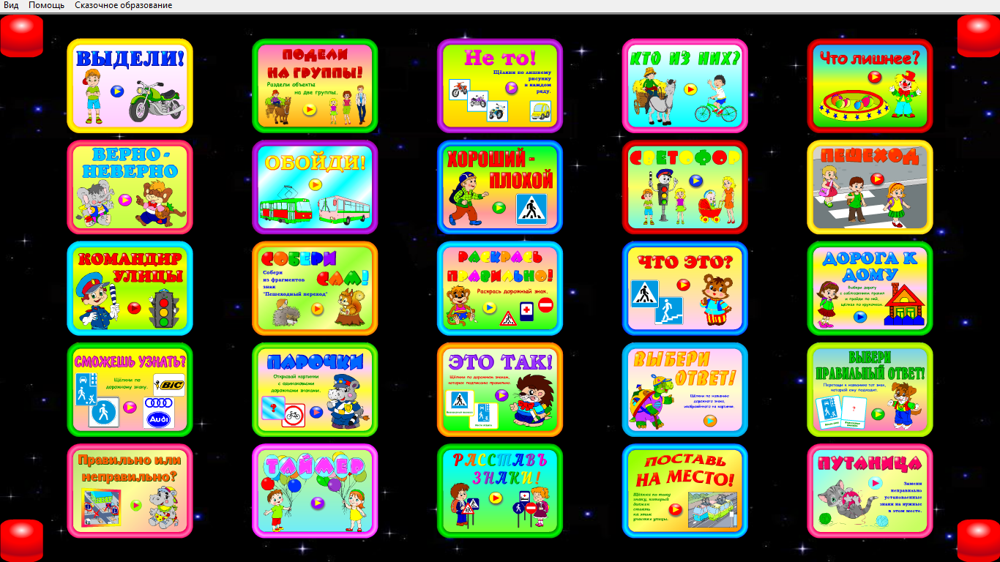 Вид Помощь Сказочное образование
ВЫДЕЛИ!
ПОДЕЛИ
НА ГРУППЫ!
Раздели объекты
на две группы.
Не то!
Щёлкни по лишнему
рисунку
в каждом
ряду.
КТО ИЗ НИХ?
Что лишнее?
ВЕРНО -
НЕВЕРНО
ОБОЙДИ!
ХОРОШИЙ -
ПЛОХОЙ
СВЕТОФОР
ПЕШЕХОД
КОМАНДИР
УЛИЦЫ
СОБЕРИ
САМ!
Собери
из фрагментов
знак
"Пешеходный переход"
РАСКРАСЬ
ПРАВИЛЬНО!
Раскрась дорожный знак.
ЧТО ЭТО?
ДОРОГА К
ДОМУ
Выбери дорогу
с соблюдением правил
и пройди по ней,
щёлкая по кружочкам.
СМОЖЕШЬ УЗНАТЬ?
Щёлкни по
дорожному знаку.
BIC
Audi
ПАРОЧКИ
Открывай картинки
с одинаковыми
дорожными знаками.
?
ЭТО ТАК!
Щёлкни по дорожным знакам,
которые подписаны правильно.
ВЫБЕРИ
ОТВЕТ!
Щёлкни по названию
дорожного знака,
изображённого на картинке.
ВЫБЕРИ
ПРАВИЛЬНЫЙ ОТВЕТ!
Перетащи к названию тот знак,
который ему подходит.
?
Правильно или
неправильно?
ТАЙМЕР
РАССТАВЬ
ЗНАКИ!
ПОСТАВЬ
НА МЕСТО!
Щёлкни по тому
знаку, который
должен
стоять
на этом
участке улицы.
ПУТАНИЦА
Замени
неправильно
установленные
знаки на нужные
в этом месте.